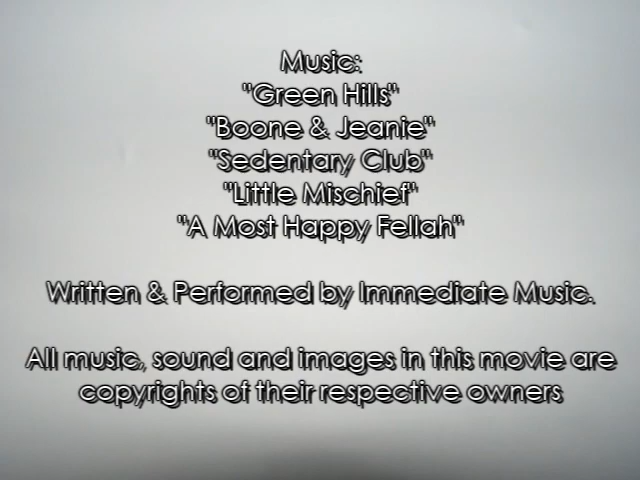 Music:
"Green Hills"
"Boone & Jeanie"
"Sedentary Club"
"Little Mischief"
"A Most Happy Fellah"
Written & Performed by Immediate Music.
All music, sound and images in this movie are
copyrights of their respective owners